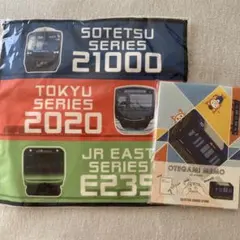 SOTETSU
SERIES
21000
TOKYU
SERIES
2020
JR EAST
SERIES
E235
OTEGAMI MEMO